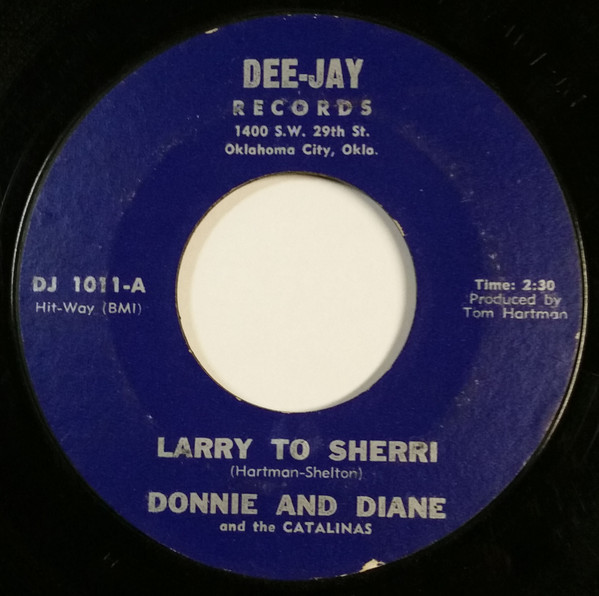 DEE-JAY
RECORDS
1400 S.W. 29th St.
Oklahoma City, Okla.
DJ 1011-A
Hit-Way (BMI)
Time: 2:30
Produced by
Tom Hartman
LARRY TO SHERRI
(Hartman-Shelton)
DONNIE AND DIANE
and the CATALINAS